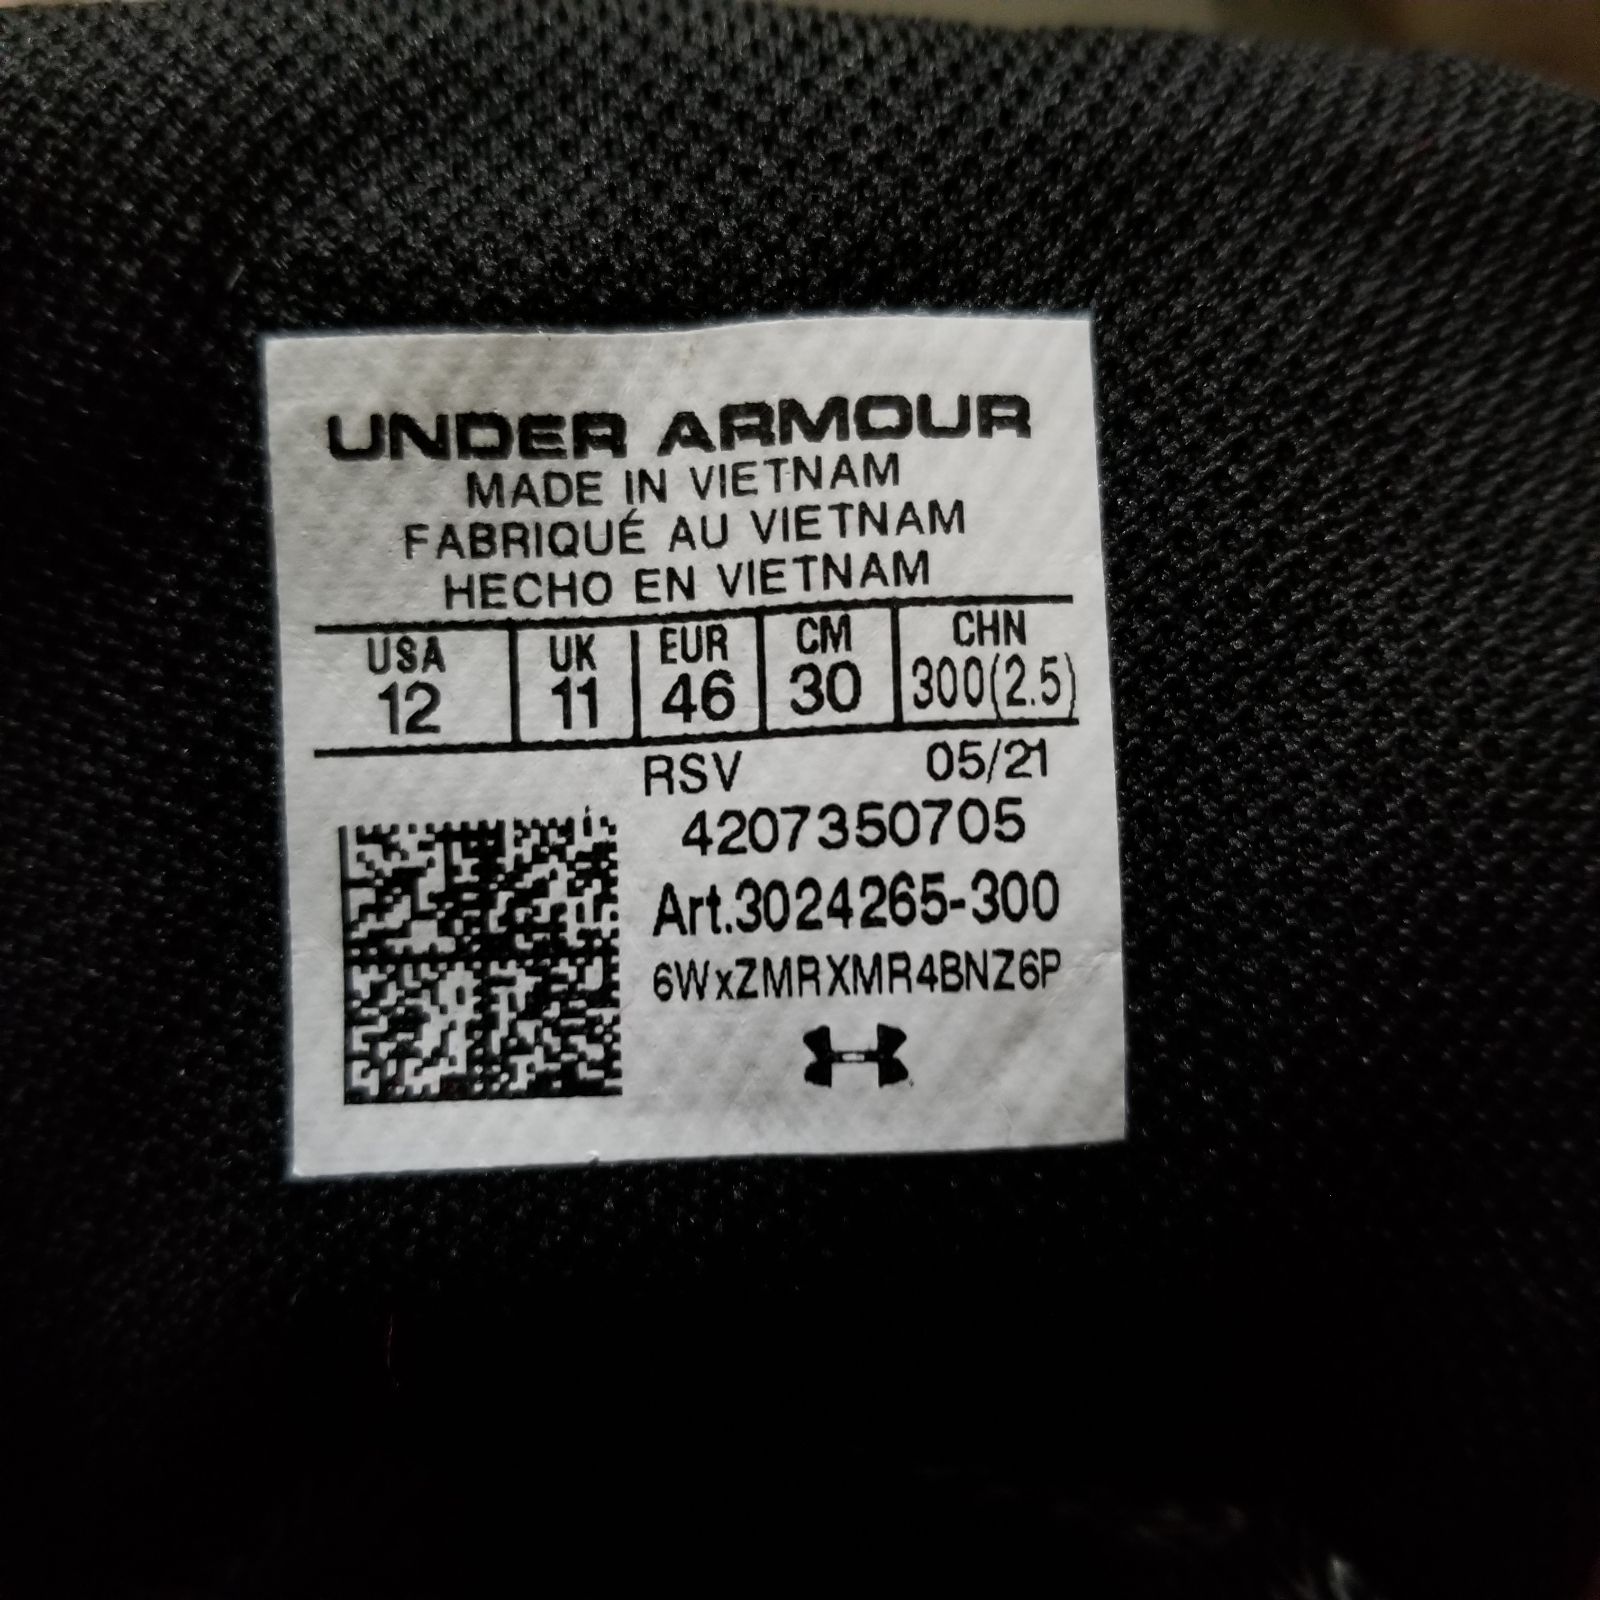 UNDER ARMOUR
MADE IN VIETNAM
FABRIQUÉ AU VIETNAM
HECHO EN VIETNAM
USA UK EUR CM CHN
12 11 46 30 300(2.5)
RSV 05/21
4207350705
Art.3024265-300
6WxZMRXMR4BNZ6P